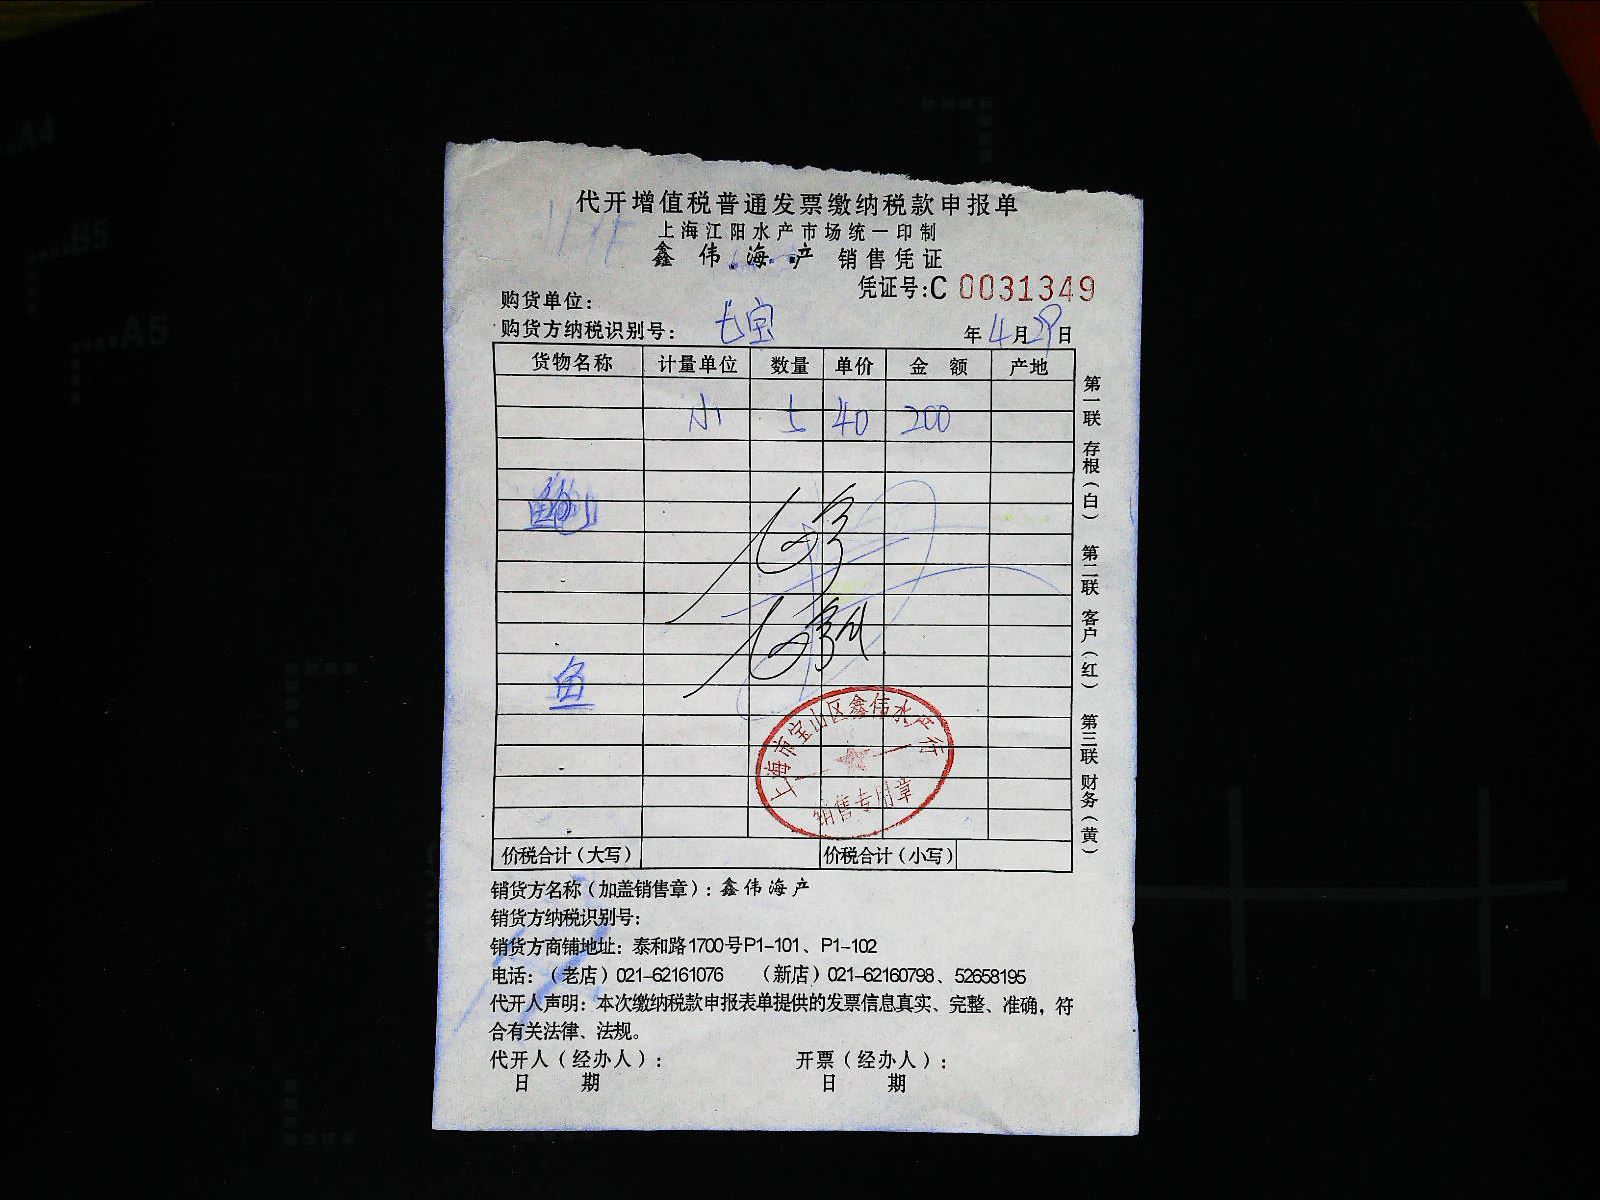 代开增值税普通发票缴纳税款申报单
上海江阳水产市场统一印制
鑫伟海产 销售凭证
凭证号:C 0031349
购货单位:
购货方纳税识别号: 七宝 年4月29日
货物名称 计量单位 数量 单价 金额 产地
小 5 40 200
鱼
价税合计(大写) 价税合计(小写)
第一联 存根(白) 第二联 客户(红) 第三联 财务(黄)
上海市宝山区鑫伟水产行
销售专用章
销货方名称(加盖销售章): 鑫伟海产
销货方纳税识别号:
销货方商铺地址: 泰和路1700号P1-101、P1-102
电话: (老店)021-62161076 (新店)021-62160798、52658195
代开人声明: 本次缴纳税款申报表单提供的发票信息真实、完整、准确, 符
合有关法律、法规。
代开人(经办人): 开票(经办人):
日 期 日 期
A4
B5
A5